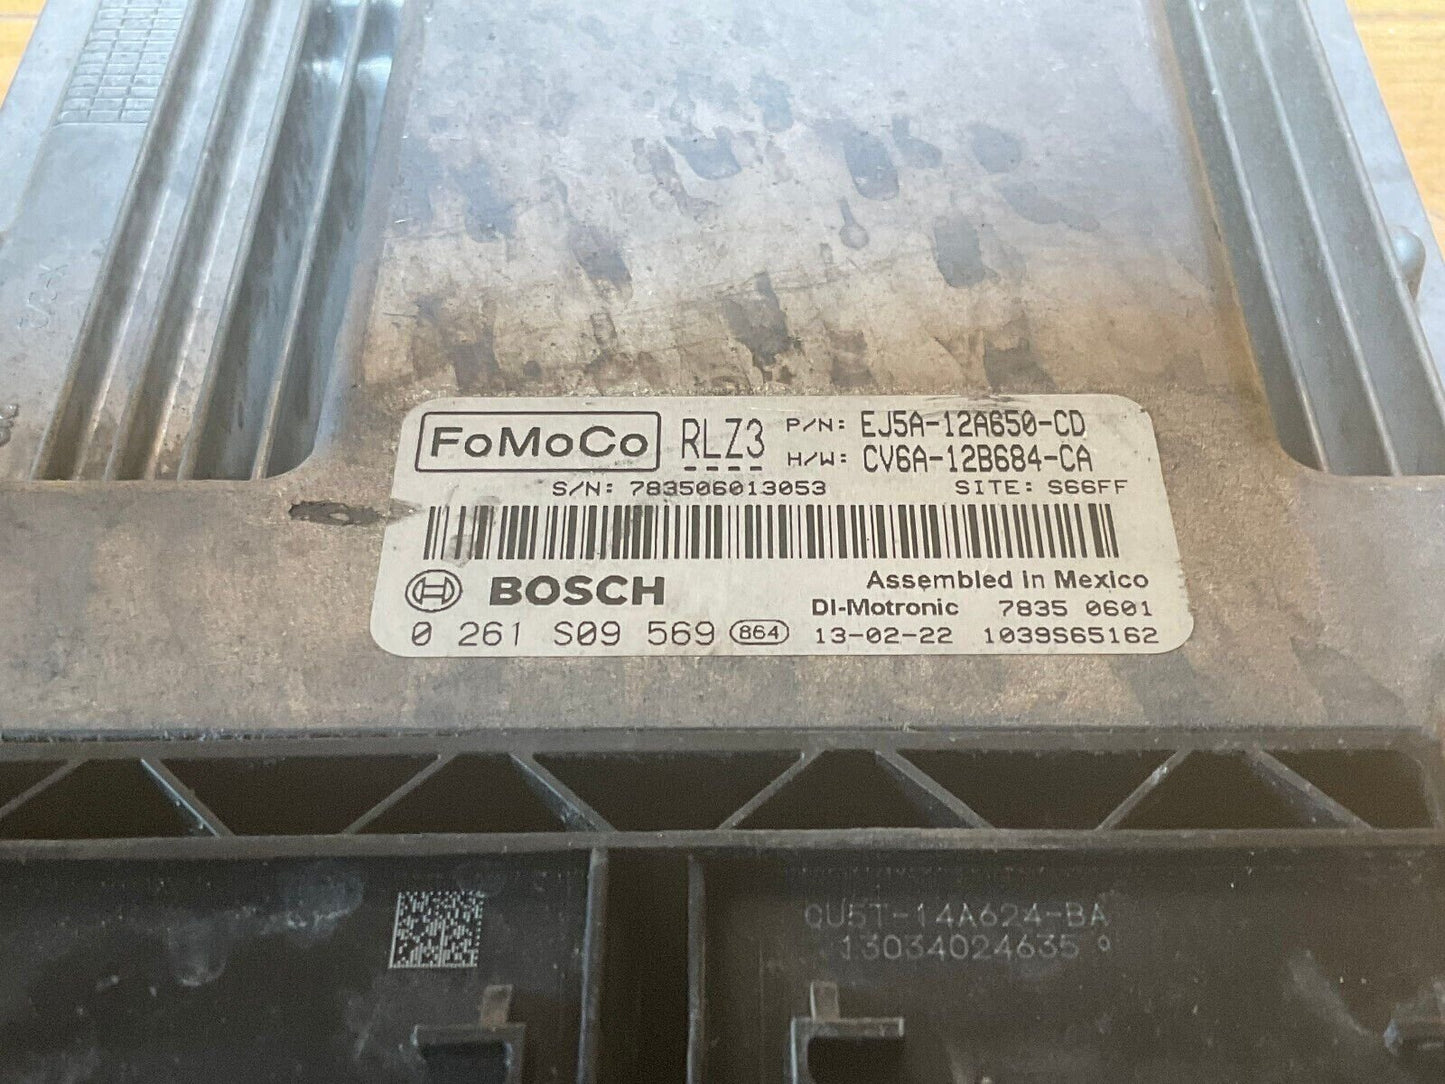 FoMoCo RLZ3 P/N: EJ5A-12A650-CD
H/W: CV6A-12B684-CA
S/N: 783506013053 SITE: S66FF
BOSCH Assembled in Mexico
DI-Motronic 7835 0601
0 261 S09 569 864 13-02-22 1039S65162
CU5T-14A624-BA
13034024635